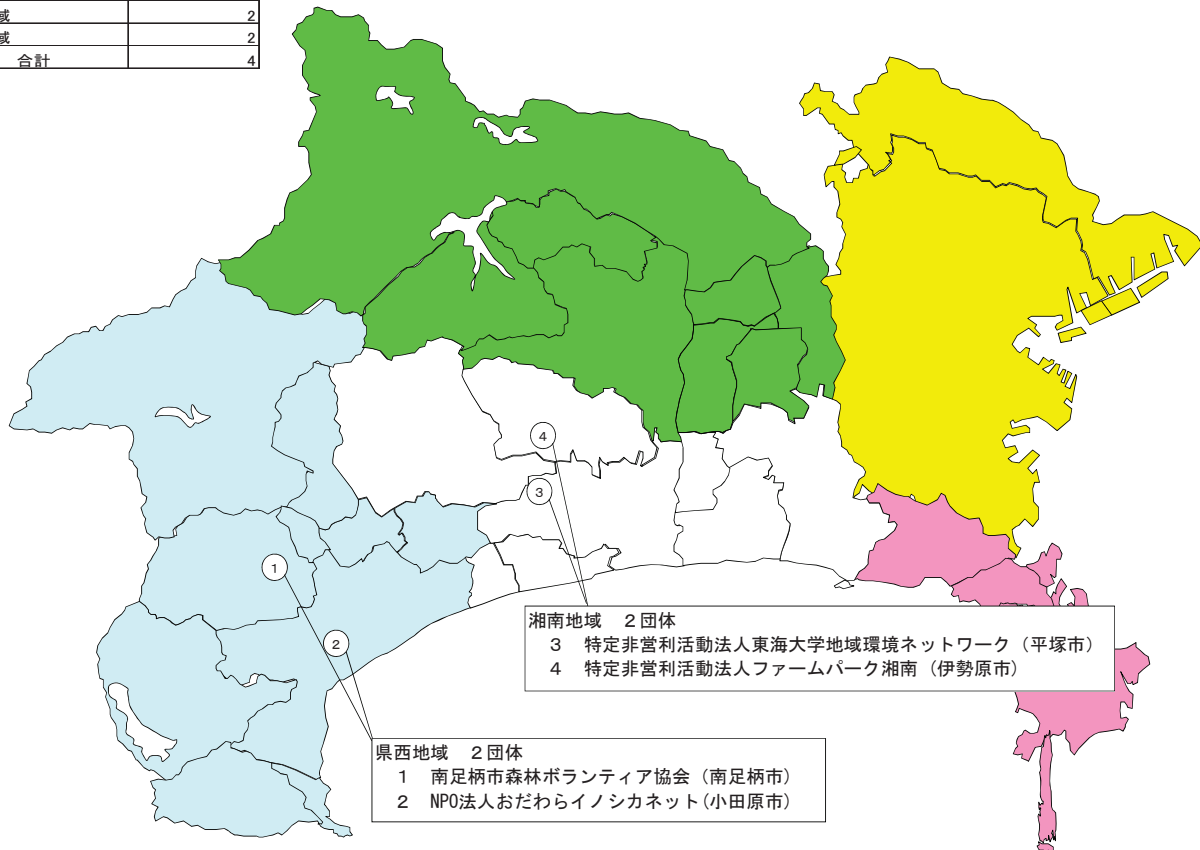 域 2
域 2
合計 4
4
3
1
2
湘南地域 2団体
3 特定非営利活動法人東海大学地域環境ネットワーク(平塚市)
4 特定非営利活動法人ファームパーク湘南(伊勢原市)
県西地域 2団体
1 南足柄市森林ボランティア協会(南足柄市)
2 NPO法人おだわらイノシカネット(小田原市)